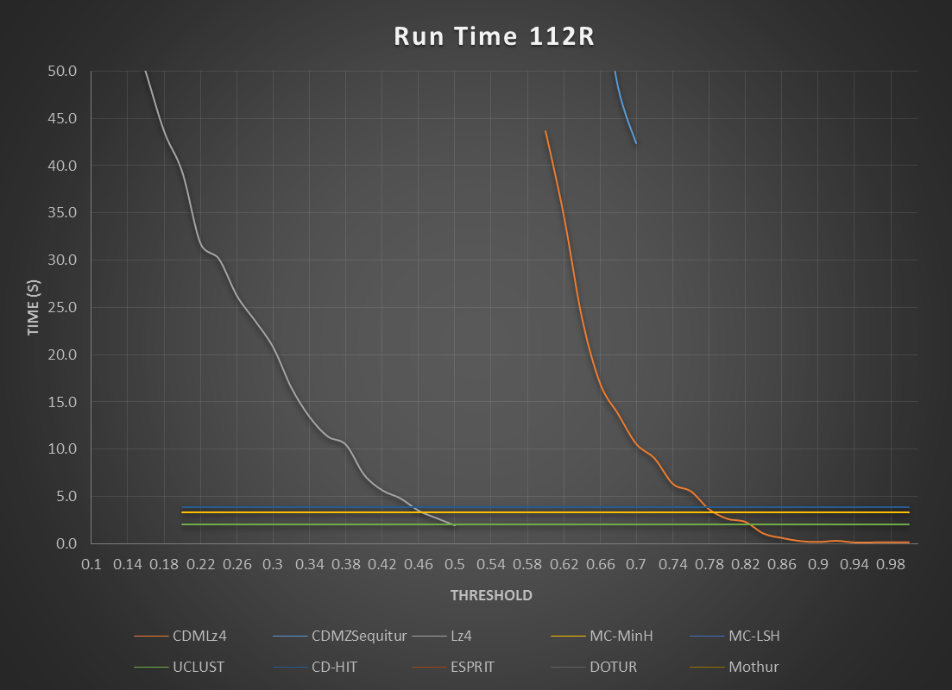 Run Time 112R
50.0
45.0
40.0
35.0
30.0
25.0
20.0
15.0
10.0
5.0
0.0
TIME (S)
0.1 0.14 0.18 0.22 0.26 0.3 0.34 0.38 0.42 0.46 0.5 0.54 0.58 0.62 0.66 0.7 0.74 0.78 0.82 0.86 0.9 0.94 0.98
THRESHOLD
CDMLz4 CDMZSequitur Lz4 MC-MinH MC-LSH
UCLUST CD-HIT ESPRIT DOTUR Mothur